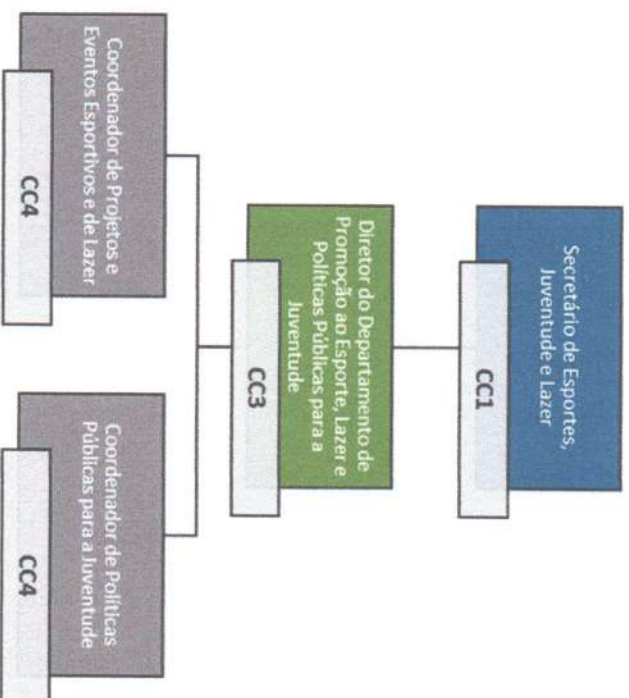 Secretário de Esportes,
Juventude e Lazer
CC1
Diretor do Departamento de
Promoção ao Esporte, Lazer e
Políticas Públicas para a
Juventude
CC3
Coordenador de Projetos e
Eventos Esportivos e de Lazer
CC4
Coordenador de Políticas
Públicas para a Juventude
CC4